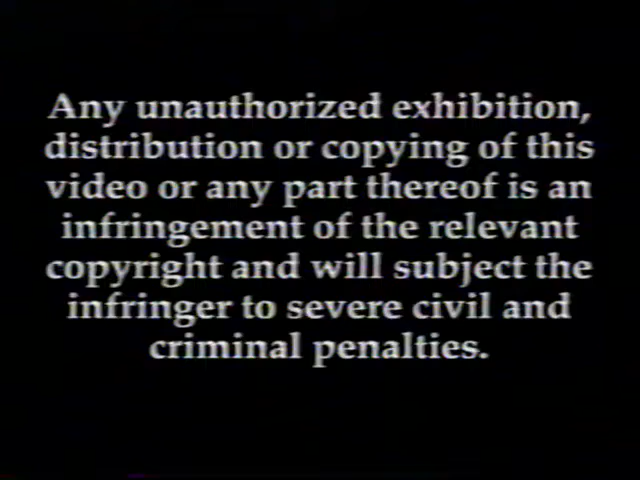 Any unauthorized exhibition,
distribution or copying of this
video or any part thereof is an
infringement of the relevant
copyright and will subject the
infringer to severe civil and
criminal penalties.